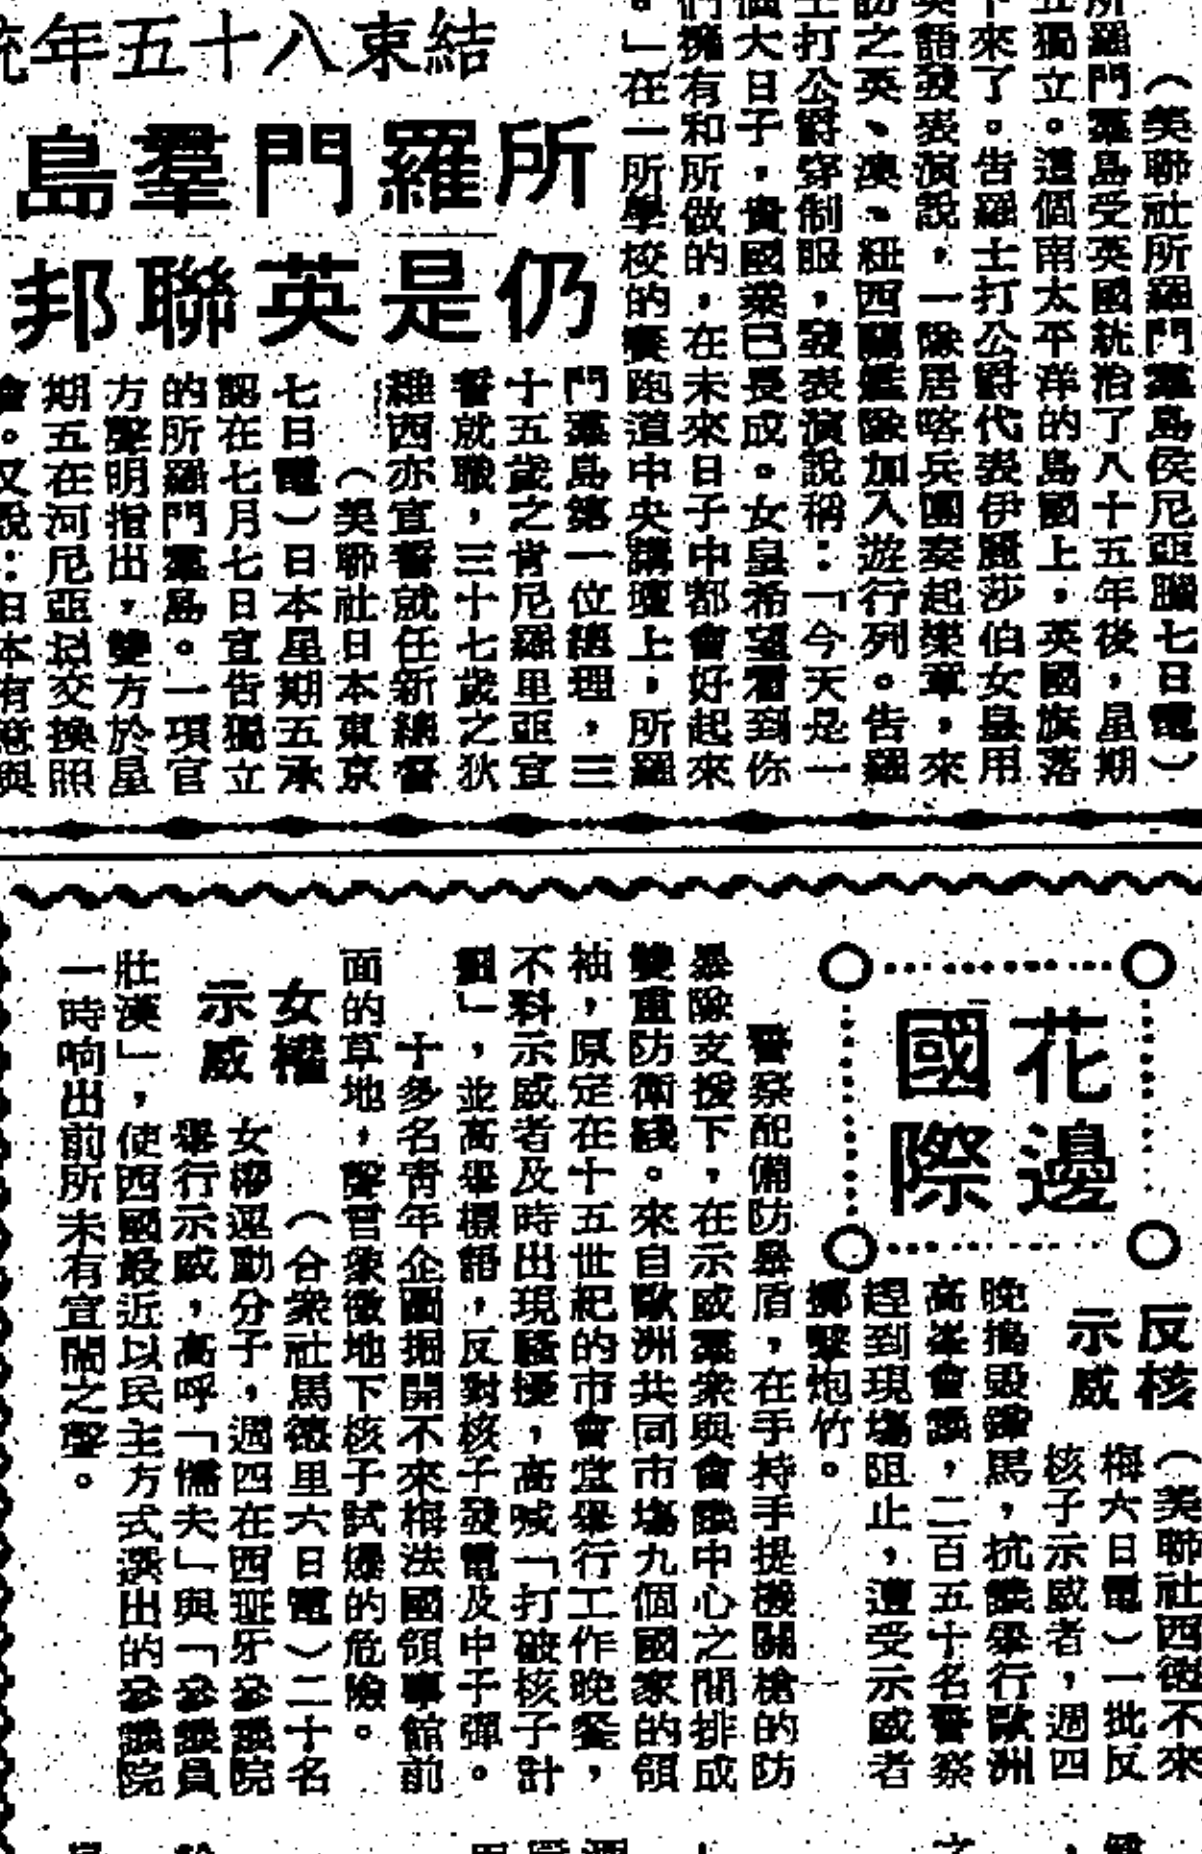 結束八十五年統
所羅門羣島
仍是英聯邦
（美聯社所羅門羣島侯尼亞臘七日電）
所羅門羣島受英國統治了八十五年後，星期
五獨立。這個南太平洋的島國上，英國旗落
下來了。告羅士打公爵代表伊麗莎伯女皇用
英語發表演說，一隊居喀兵團奏起樂章，來
訪之英、澳、紐西蘭艦隊加入遊行列。告羅
士打公爵穿制服，發表演說稱：「今天是一
個大日子，貴國業已長成。女皇希望看到你
們擁有和所做的，在未來日子中都會好起來
。」在一所學校的賽跑道中央講壇上，所羅
門羣島第一位總理，三
十五歲之肯尼羅里亞宣
誓就職，三十七歲之狄
維西亦宣誓就任新總督
（美聯社日本東京
七日電）日本星期五承
認在七月七日宣告獨立
的所羅門羣島。一項官
方聲明指出，雙方於星
期五在河尼亞拉交換照
會。又說：日本有意與
花邊
國際
反核
示威
（美聯社西德不來
梅六日電）一批反
核子示威者，週四
晚搗毀鐵馬，抗議舉行歐洲
高峯會議，二百五十名警察
趕到現場阻止，遭受示威者
擲擊炮竹。
警察配備防暴盾，在手持手提機關槍的防
暴隊支援下，在示威羣衆與會議中心之間排成
雙重防衛綫。來自歐洲共同市塲九個國家的領
袖，原定在十五世紀的市會堂舉行工作晚餐，
不料示威者及時出現騷擾，高喊「打破核子計
劃」，並高舉標語，反對核子發電及中子彈。
十多名靑年企圖掘開不來梅法國領事館前
面的草地，聲言象徵地下核子試爆的危險。
女權
示威
（合衆社馬德里六日電）二十名
女權運動分子，週四在西班牙參議院
舉行示威，高呼「懦夫」與「參議員
壯漢」，使西國最近以民主方式選出的參議院
一時响出前所未有宣鬧之聲。